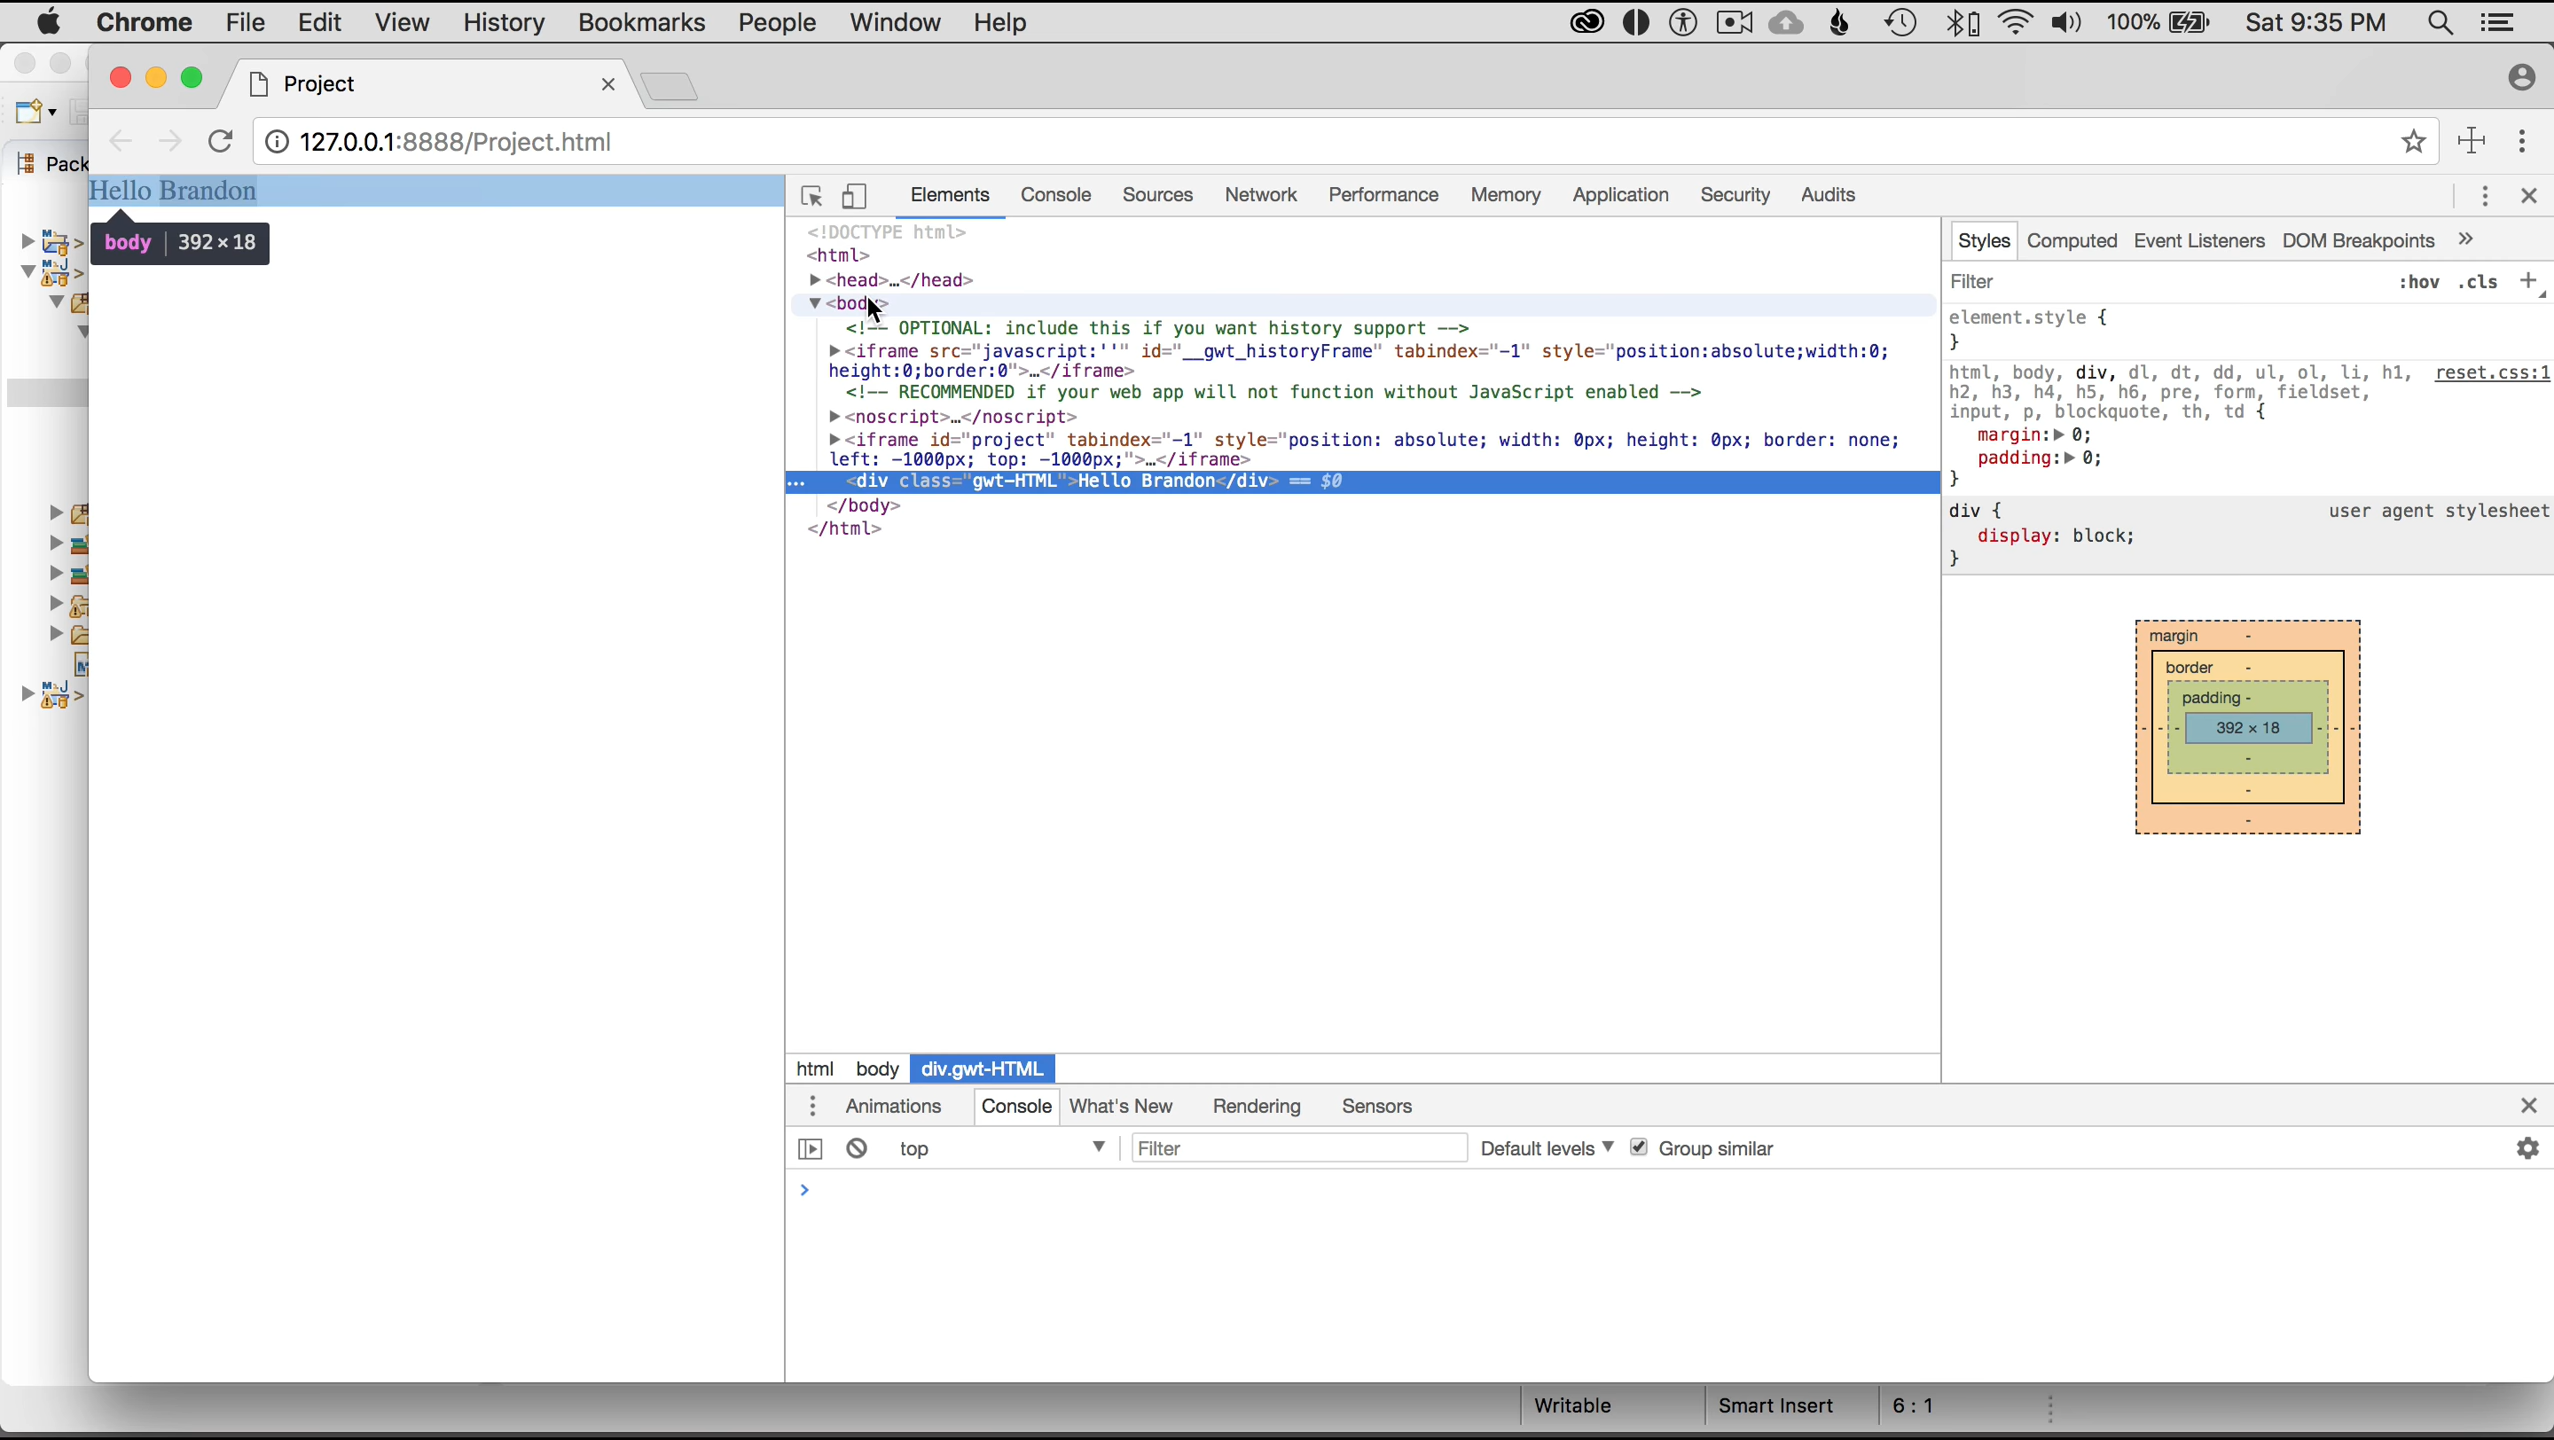 Chrome File Edit View History Bookmarks People Window Help 100% Sat 9:35 PM
Project
127.0.0.1:8888/Project.html
Pack
Hello Brandon
body 392×18
Elements Console Sources Network Performance Memory Application Security Audits
<!DOCTYPE html>
<html>
<head>…</head>
<body>
<!-- OPTIONAL: include this if you want history support -->
<iframe src="javascript:''" id="__gwt_historyFrame" tabindex="-1" style="position:absolute;width:0;
height:0;border:0">…</iframe>
<!-- RECOMMENDED if your web app will not function without JavaScript enabled -->
<noscript>…</noscript>
<iframe id="project" tabindex="-1" style="position: absolute; width: 0px; height: 0px; border: none;
left: -1000px; top: -1000px;">…</iframe>
<div class="gwt-HTML">Hello Brandon</div> == $0
</body>
</html>
Styles Computed Event Listeners DOM Breakpoints »
Filter :hov .cls +
element.style {
}
html, body, div, dl, dt, dd, ul, ol, li, h1, reset.css:1
h2, h3, h4, h5, h6, pre, form, fieldset,
input, p, blockquote, th, td {
margin: 0;
padding: 0;
}
div { user agent stylesheet
display: block;
}
margin -
border -
padding -
- - - 392 × 18 - - -
-
-
-
html body div.gwt-HTML
Animations Console What's New Rendering Sensors
top Filter Default levels Group similar
>
Writable Smart Insert 6 : 1